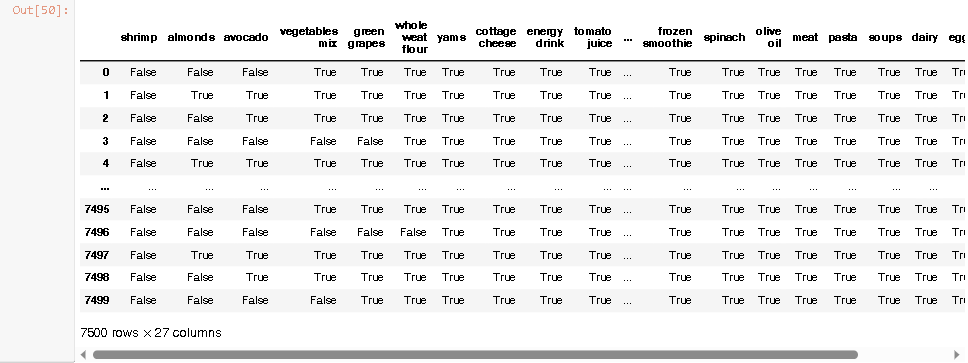 Out[50]:
shrimp almonds avocado vegetables mix green grapes whole weat flour yams cottage cheese energy drink tomato juice ... frozen smoothie spinach olive oil meat pasta soups dairy egg
0 False False False True True True True True True True ... True True True True True True True Tru
1 False True True True True True True True True True ... True True True True True True True Tru
2 False False True True True True True True True True ... True True True True True True True Tru
3 False False False False False True True True True True ... True True True True True True True Tru
4 False True True True True True True True True True ... True True True True True True True Tru
... ... ... ... ... ... ... ... ... ... ... ... ... ... ... ... ... ... ...
7495 False False False True True True True True True True ... True True True True True True True Tru
7496 False False False False False False True True True True ... True True True True True True True Tru
7497 False True True True True True True True True True ... True True True True True True True Tru
7498 False False True True True True True True True True ... True True True True True True True Tru
7499 False False False False True True True True True True ... True True True True True True True Tru
7500 rows × 27 columns